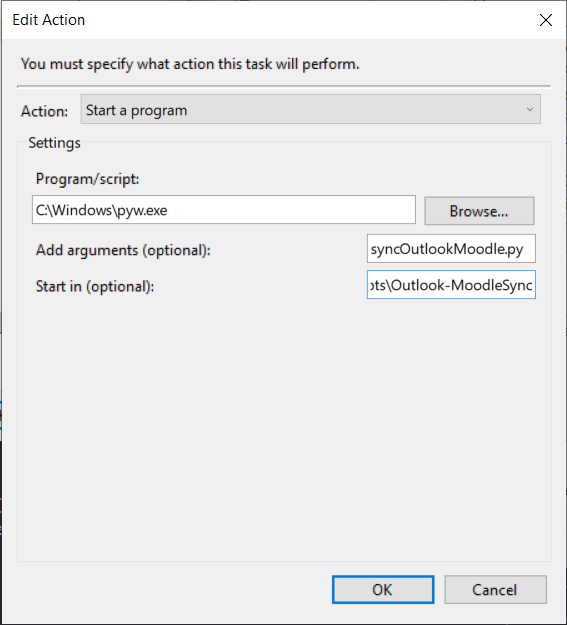 Edit Action
You must specify what action this task will perform.
Action: Start a program
Settings
Program/script:
C:\Windows\pyw.exe Browse...
Add arguments (optional): syncOutlookMoodle.py
Start in (optional): ots\Outlook-MoodleSync
OK Cancel